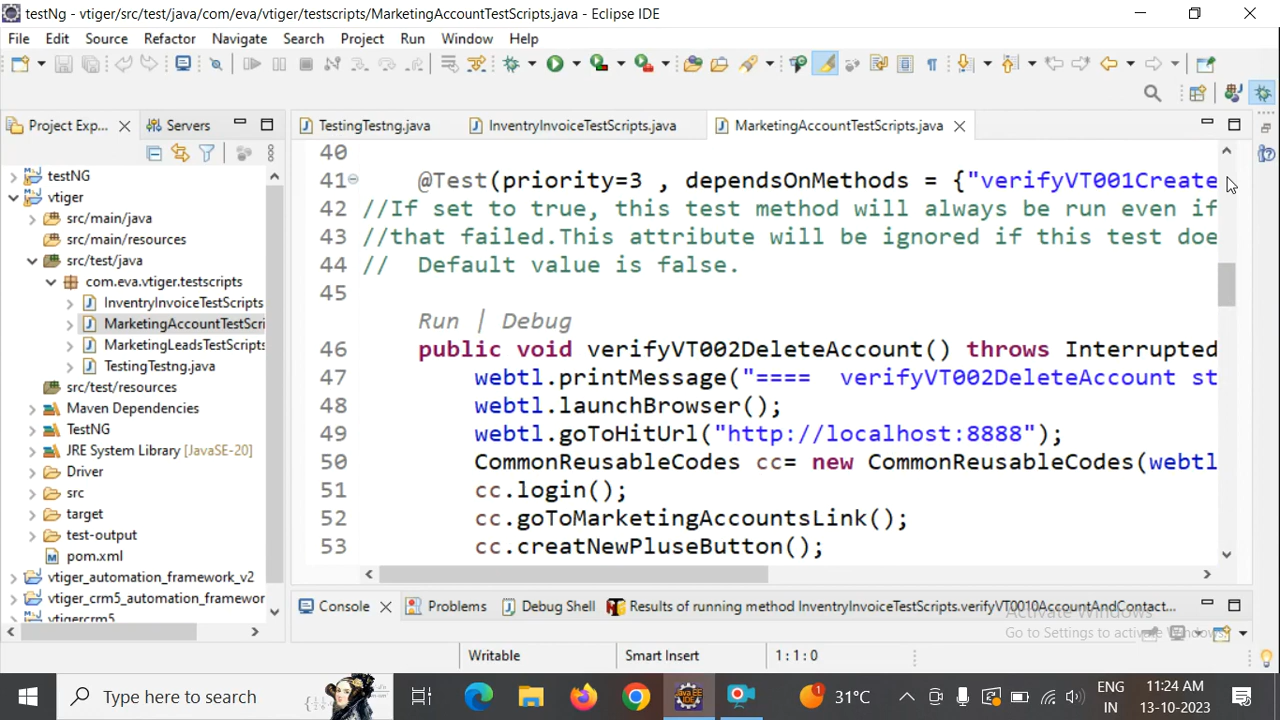 testNg - vtiger/src/test/java/com/eva/vtiger/testscripts/MarketingAccountTestScripts.java - Eclipse IDE
File Edit Source Refactor Navigate Search Project Run Window Help
Project Exp... Servers
TestingTestng.java InventryInvoiceTestScripts.java MarketingAccountTestScripts.java
testNG
vtiger
src/main/java
src/main/resources
src/test/java
com.eva.vtiger.testscripts
InventryInvoiceTestScripts
MarketingAccountTestScri
MarketingLeadsTestScripts
TestingTestng.java
src/test/resources
Maven Dependencies
TestNG
JRE System Library [JavaSE-20]
Driver
src
target
test-output
pom.xml
vtiger_automation_framework_v2
vtiger_crm5_automation_framewor
vtigercrm5
40
41 @Test(priority=3 , dependsOnMethods = {"verifyVT001Create
42 //If set to true, this test method will always be run even if
43 //that failed.This attribute will be ignored if this test doe
44 // Default value is false.
45
Run | Debug
46 public void verifyVT002DeleteAccount() throws Interrupted
47 webtl.printMessage("==== verifyVT002DeleteAccount st
48 webtl.launchBrowser();
49 webtl.goToHitUrl("http://localhost:8888");
50 CommonReusableCodes cc= new CommonReusableCodes(webtl
51 cc.login();
52 cc.goToMarketingAccountsLink();
53 cc.creatNewPluseButton();
Console Problems Debug Shell Results of running method InventryInvoiceTestScripts.verifyVT0010AccountAndContact...
Activate Windows
Go to Settings to activate Windows.
Writable Smart Insert 1:1:0
Type here to search
31°C
ENG
IN
11:24 AM
13-10-2023